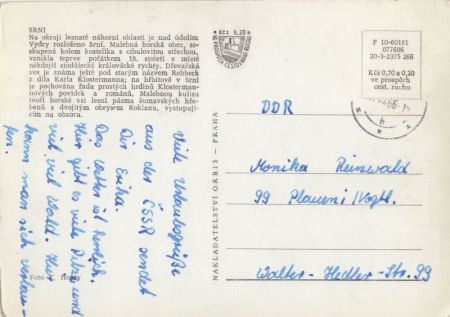 SRNÍ
Na okraji lesnaté náhorní oblasti je nad údolím
Vydry rozloženo Srní. Malebná horská obec, se-
skupená kolem kostelíka s cibulovitou střechou,
vznikla teprve počátkem 18. století v místě
někdejší stodůlecké královácké rychty. Dřevařská
ves je známa ještě pod starým názvem Rehberk
z díla Karla Klostermanna; na hřbitově v Srní
je pochována řada prostých hrdinů Klosterman-
nových povídek a románů. Malebnou kulisu
tvoří horské vsi lesní pásma šumavských hře-
benů s dvojitým obrysem Roklanu, vystupují-
cím na obzoru.
Kčs 0,20
F 10-60181
077606
20-3-2375 266
Kčs 0,70 a 0,20
ve prospěch
cest. ruchu
NAKLADATELSTVÍ ORBIS - PRAHA
Viele Urlaubsgrüße
aus der ČSSR sendet
Dir Erika.
Das Wetter ist herrlich.
Hier gibt es viele Pilze und
viel, viel Wald. Hier
kann man sich verlau-
fen.
DDR
Monika Reinwald
99 Plauen i/Vogtl.
Walter-Hedler-Str. 99
Foto